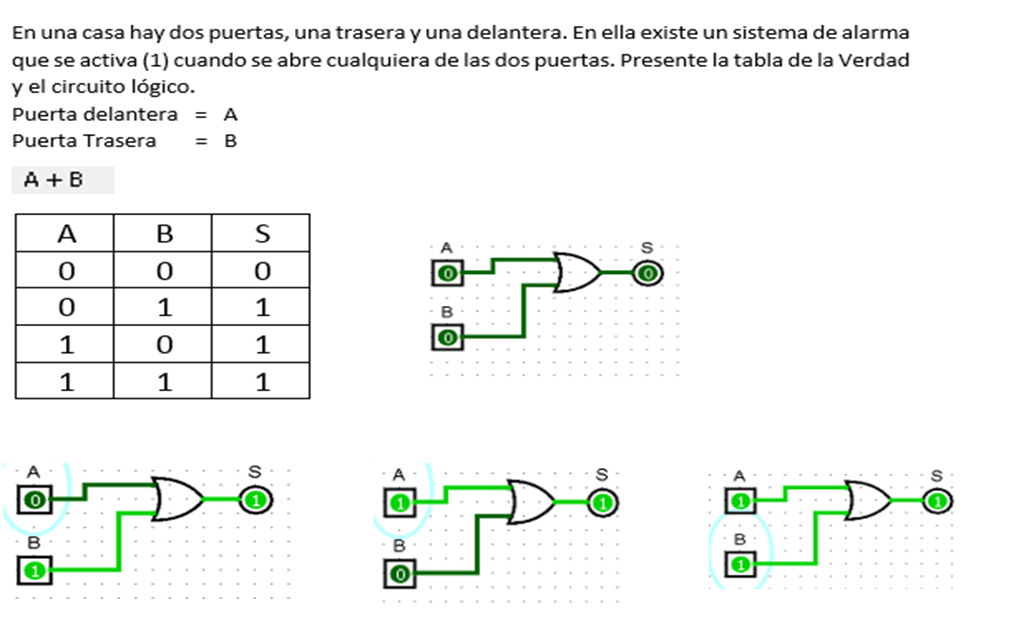 En una casa hay dos puertas, una trasera y una delantera. En ella existe un sistema de alarma
que se activa (1) cuando se abre cualquiera de las dos puertas. Presente la tabla de la Verdad
y el circuito lógico.
Puerta delantera = A
Puerta Trasera = B
A + B
A B S
0 0 0
0 1 1
1 0 1
1 1 1
A S
0 0
B
0
A S
0 1
B
1
A S
1 1
B
0
A S
1 1
B
1